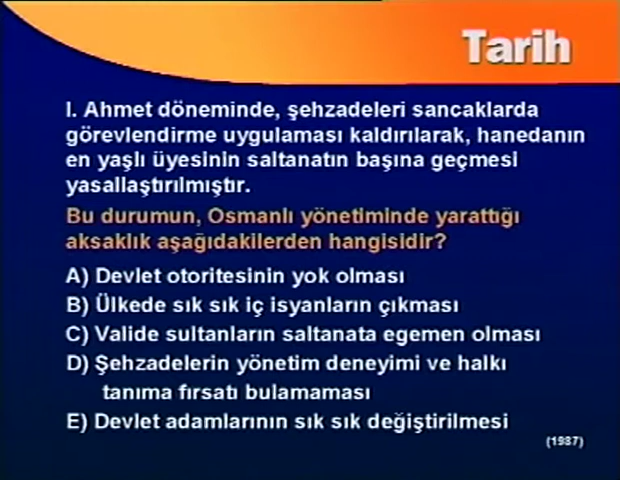 Tarih
I. Ahmet döneminde, şehzadeleri sancaklarda
görevlendirme uygulaması kaldırılarak, hanedanın
en yaşlı üyesinin saltanatın başına geçmesi
yasallaştırılmıştır.
Bu durumun, Osmanlı yönetiminde yarattığı
aksaklık aşağıdakilerden hangisidir?
A) Devlet otoritesinin yok olması
B) Ülkede sık sık iç isyanların çıkması
C) Valide sultanların saltanata egemen olması
D) Şehzadelerin yönetim deneyimi ve halkı
tanıma fırsatı bulamaması
E) Devlet adamlarının sık sık değiştirilmesi
(1987)